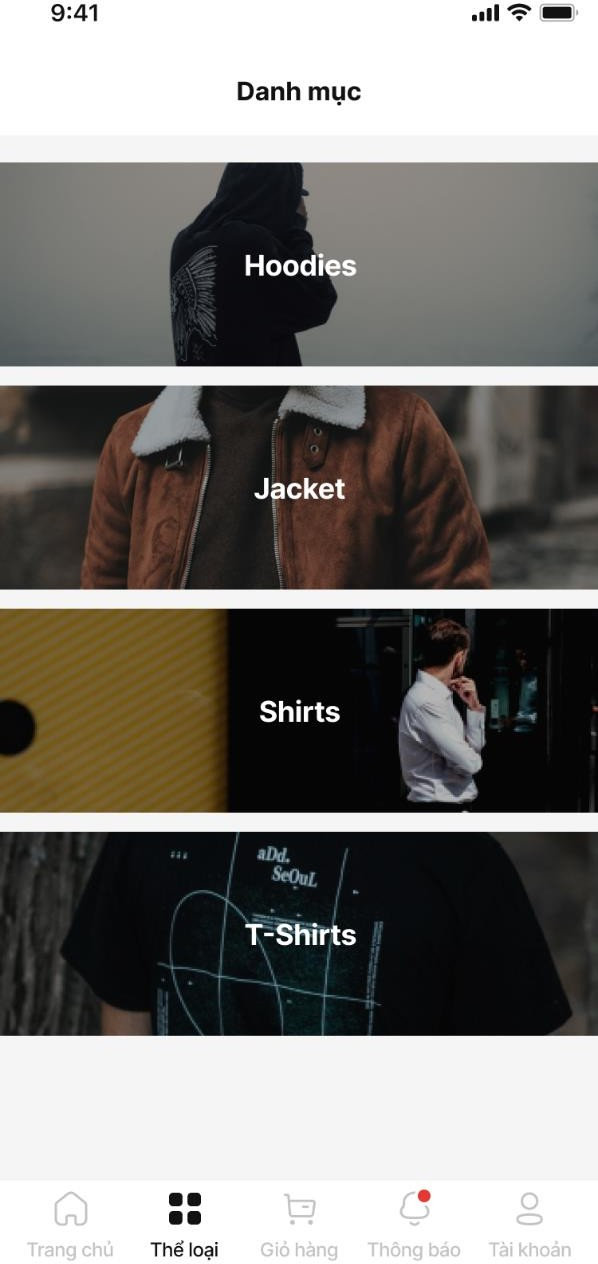 9:41
Danh mục
Hoodies
Jacket
Shirts
aDd.
SeOuL
T-Shirts
Trang chủ
Thể loại
Giỏ hàng
Thông báo
Tài khoản